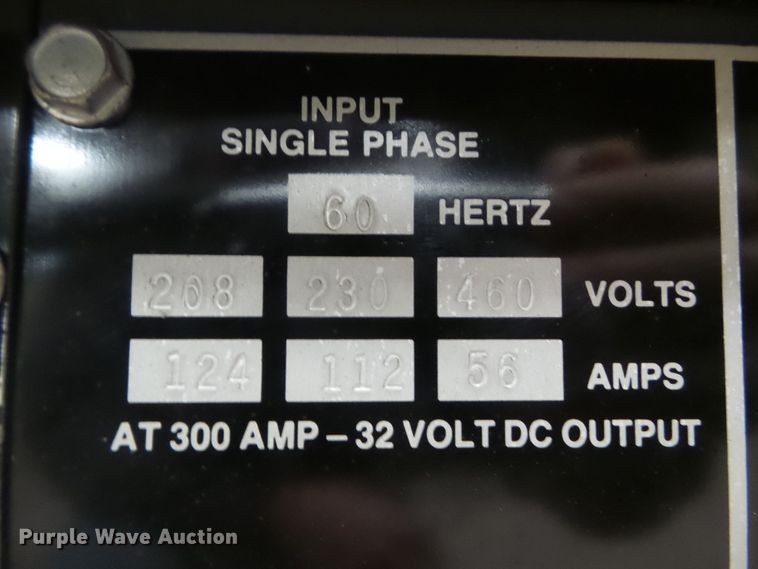 INPUT
SINGLE PHASE
60 HERTZ
208 230 460 VOLTS
124 112 56 AMPS
AT 300 AMP – 32 VOLT DC OUTPUT
Purple Wave Auction